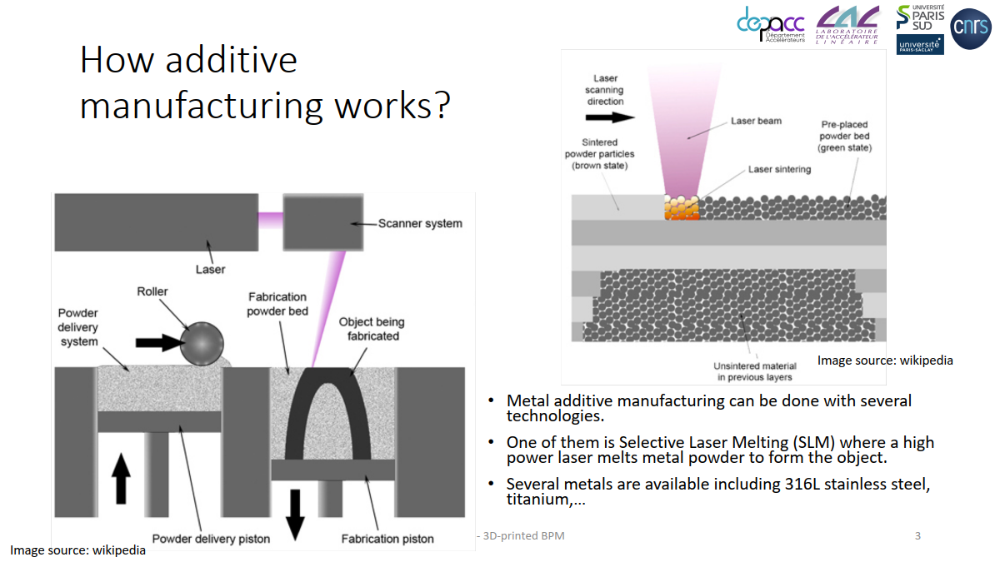 depacc
Département
Accélérateurs
LABORATOIRE
DE L'ACCÉLÉRATEUR
LINÉAIRE
UNIVERSITÉ
PARIS
SUD
université
PARIS-SACLAY
cnrs
How additive
manufacturing works?
Laser
scanning
direction
Laser beam
Pre-placed
powder bed
(green state)
Sintered
powder particles
(brown state)
Laser sintering
Unsintered material
in previous layers
Image source: wikipedia
Scanner system
Laser
Roller
Fabrication
powder bed
Powder
delivery
system
Object being
fabricated
Powder delivery piston
Fabrication piston
Image source: wikipedia
• Metal additive manufacturing can be done with several
technologies.
• One of them is Selective Laser Melting (SLM) where a high
power laser melts metal powder to form the object.
• Several metals are available including 316L stainless steel,
titanium,...
- 3D-printed BPM
3